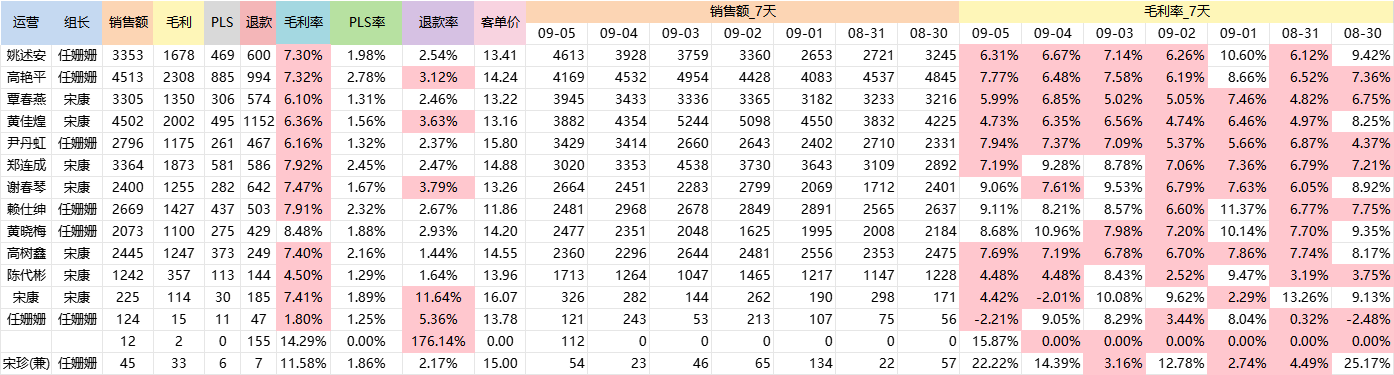 运营 组长 销售额 毛利 PLS 退款 毛利率 PLS率 退款率 客单价 销售额_7天 毛利率_7天
09-05 09-04 09-03 09-02 09-01 08-31 08-30 09-05 09-04 09-03 09-02 09-01 08-31 08-30
姚述安 任姗姗 3353 1678 469 600 7.30% 1.98% 2.54% 13.41 4613 3928 3759 3360 2653 2721 3245 6.31% 6.67% 7.14% 6.26% 10.60% 6.12% 9.42%
高艳平 任姗姗 4513 2308 885 994 7.32% 2.78% 3.12% 14.24 4169 4532 4954 4428 4083 4537 4845 7.77% 6.48% 7.58% 6.19% 8.66% 6.52% 7.36%
覃春燕 宋康 3305 1350 306 574 6.10% 1.31% 2.46% 13.22 3945 3433 3336 3365 3182 3233 3216 5.99% 6.85% 5.02% 5.05% 7.46% 4.82% 6.75%
黄佳煌 宋康 4502 2002 495 1152 6.36% 1.56% 3.63% 13.16 3882 4354 5244 5098 4550 3832 4225 4.73% 6.35% 6.56% 4.74% 6.46% 4.97% 8.25%
尹丹虹 任姗姗 2796 1175 261 467 6.16% 1.32% 2.37% 15.80 3429 3414 2660 2643 2402 2710 2331 7.94% 7.37% 7.09% 5.37% 5.66% 6.87% 4.37%
郑连成 宋康 3364 1873 581 586 7.92% 2.45% 2.47% 14.88 3020 3353 4538 3730 3643 3109 2892 7.19% 9.28% 8.78% 7.06% 7.36% 6.79% 7.21%
谢春琴 宋康 2400 1255 282 642 7.47% 1.67% 3.79% 13.26 2664 2451 2283 2799 2069 1712 2401 9.06% 7.61% 9.53% 6.79% 7.63% 6.05% 8.92%
赖仕绅 任姗姗 2669 1427 437 503 7.91% 2.32% 2.67% 11.86 2481 2968 2678 2849 2891 2565 2637 9.11% 8.21% 8.57% 6.60% 11.37% 6.77% 7.75%
黄晓梅 任姗姗 2073 1100 275 429 8.48% 1.88% 2.93% 14.20 2477 2351 2048 1625 1995 2008 2184 8.68% 10.96% 7.98% 7.20% 10.14% 7.70% 9.35%
高树鑫 宋康 2445 1247 373 249 7.40% 2.16% 1.44% 14.55 2360 2296 2644 2481 2556 2353 2475 7.69% 7.19% 6.78% 6.70% 7.86% 7.74% 8.17%
陈代彬 宋康 1242 357 113 144 4.50% 1.29% 1.64% 13.96 1713 1264 1047 1465 1217 1147 1228 4.48% 4.48% 8.43% 2.52% 9.47% 3.19% 3.75%
宋康 宋康 225 114 30 185 7.41% 1.89% 11.64% 16.07 326 282 144 262 190 298 171 4.42% -2.01% 10.08% 9.62% 2.29% 13.26% 9.13%
任姗姗 任姗姗 124 15 11 47 1.80% 1.25% 5.36% 13.78 121 243 53 213 107 75 56 -2.21% 9.05% 8.29% 3.44% 8.04% 0.32% -2.48%
12 2 0 155 14.29% 0.00% 176.14% 0.00 112 0 0 0 0 0 0 15.87% 0.00% 0.00% 0.00% 0.00% 0.00% 0.00%
宋珍(兼) 任姗姗 45 33 6 7 11.58% 1.86% 2.17% 15.00 54 23 46 65 134 22 57 22.22% 14.39% 3.16% 12.78% 2.74% 4.49% 25.17%